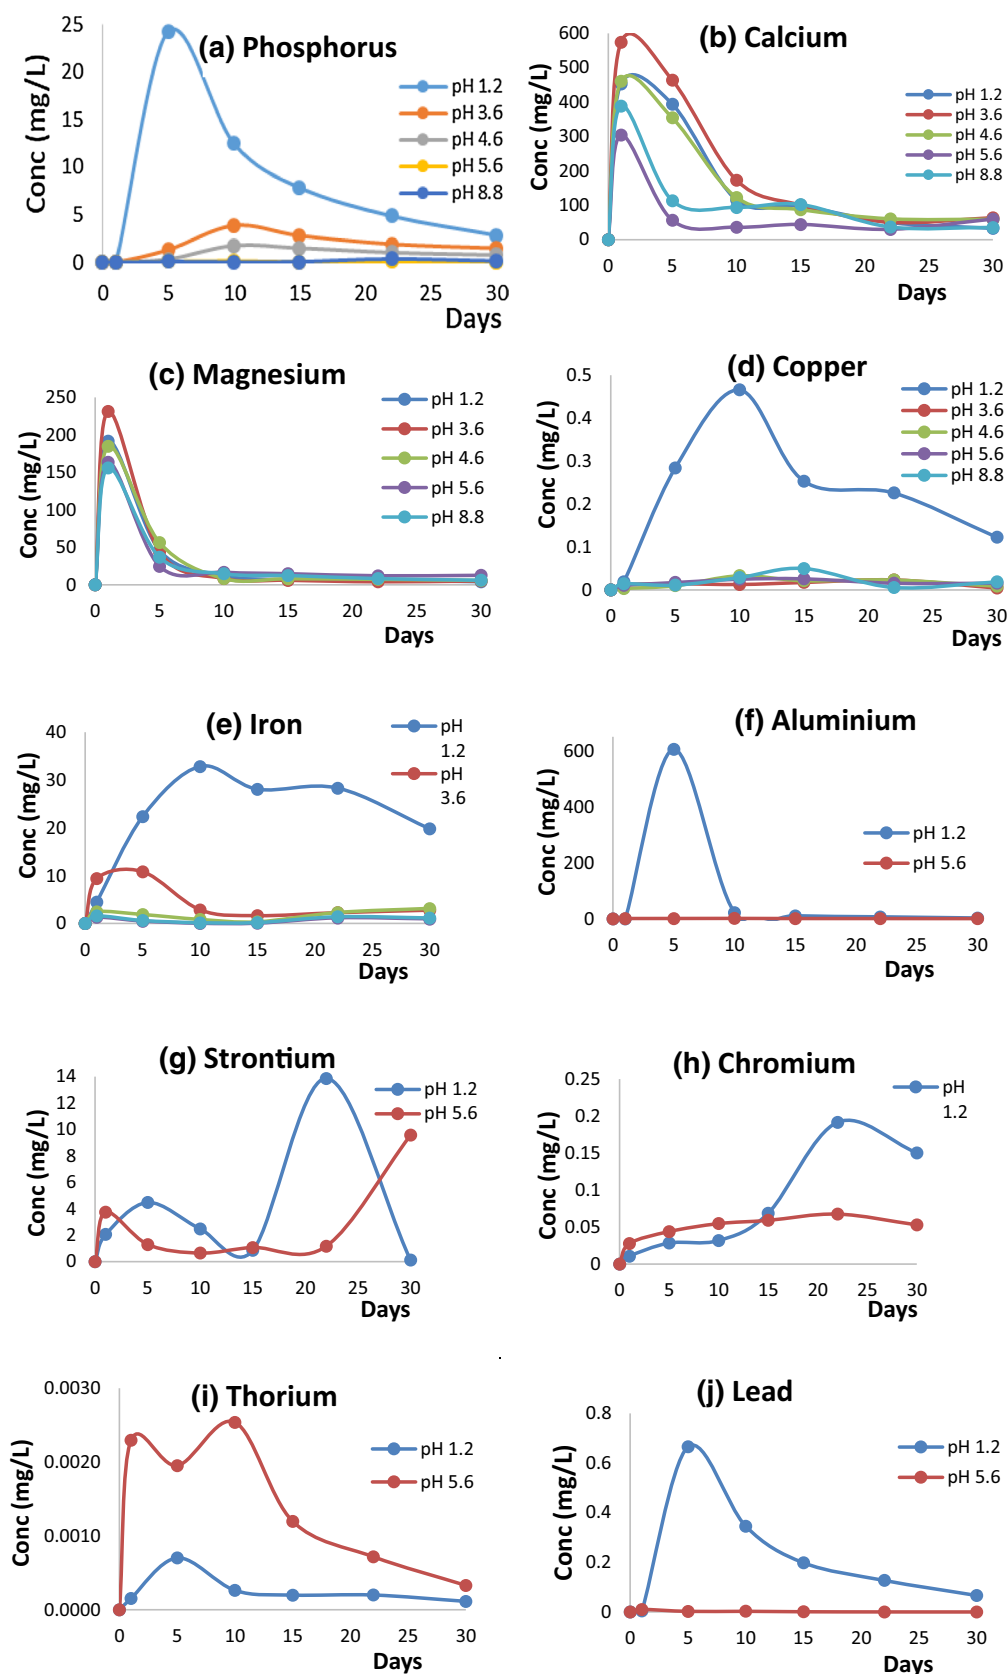 (a) Phosphorus
Conc (mg/L)
25
20
15
10
5
0
pH 1.2
pH 3.6
pH 4.6
pH 5.6
pH 8.8
0 5 10 15 20 25 30
Days
(b) Calcium
Conc (mg/L)
600
500
400
300
200
100
0
pH 1.2
pH 3.6
pH 4.6
pH 5.6
pH 8.8
0 5 10 15 20 25 30
Days
(c) Magnesium
Conc (mg/L)
250
200
150
100
50
0
pH 1.2
pH 3.6
pH 4.6
pH 5.6
pH 8.8
0 5 10 15 20 25 30
Days
(d) Copper
Conc (mg/L)
0.5
0.4
0.3
0.2
0.1
0
pH 1.2
pH 3.6
pH 4.6
pH 5.6
pH 8.8
0 5 10 15 20 25 30
Days
(e) Iron
Conc (mg/L)
40
30
20
10
0
pH
1.2
pH
3.6
0 5 10 15 20 25 30
Days
(f) Aluminium
Conc (mg/L)
600
400
200
0
pH 1.2
pH 5.6
0 5 10 15 20 25 30
Days
(g) Strontium
Conc (mg/L)
14
12
10
8
6
4
2
0
pH 1.2
pH 5.6
0 5 10 15 20 25 30
Days
(h) Chromium
Conc (mg/L)
0.25
0.2
0.15
0.1
0.05
0
pH
1.2
0 5 10 15 20 25 30
Days
(i) Thorium
Conc (mg/L)
0.0030
0.0020
0.0010
0.0000
pH 1.2
pH 5.6
0 5 10 15 20 25 30
Days
(j) Lead
Conc (mg/L)
0.8
0.6
0.4
0.2
0
pH 1.2
pH 5.6
0 5 10 15 20 25 30
Days